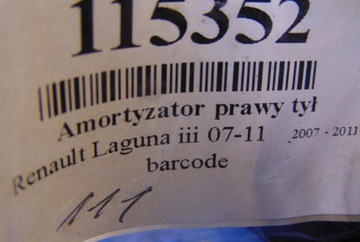 115352
Amortyzator prawy tył
Renault Laguna iii 07-11 2007 - 2011
barcode
111